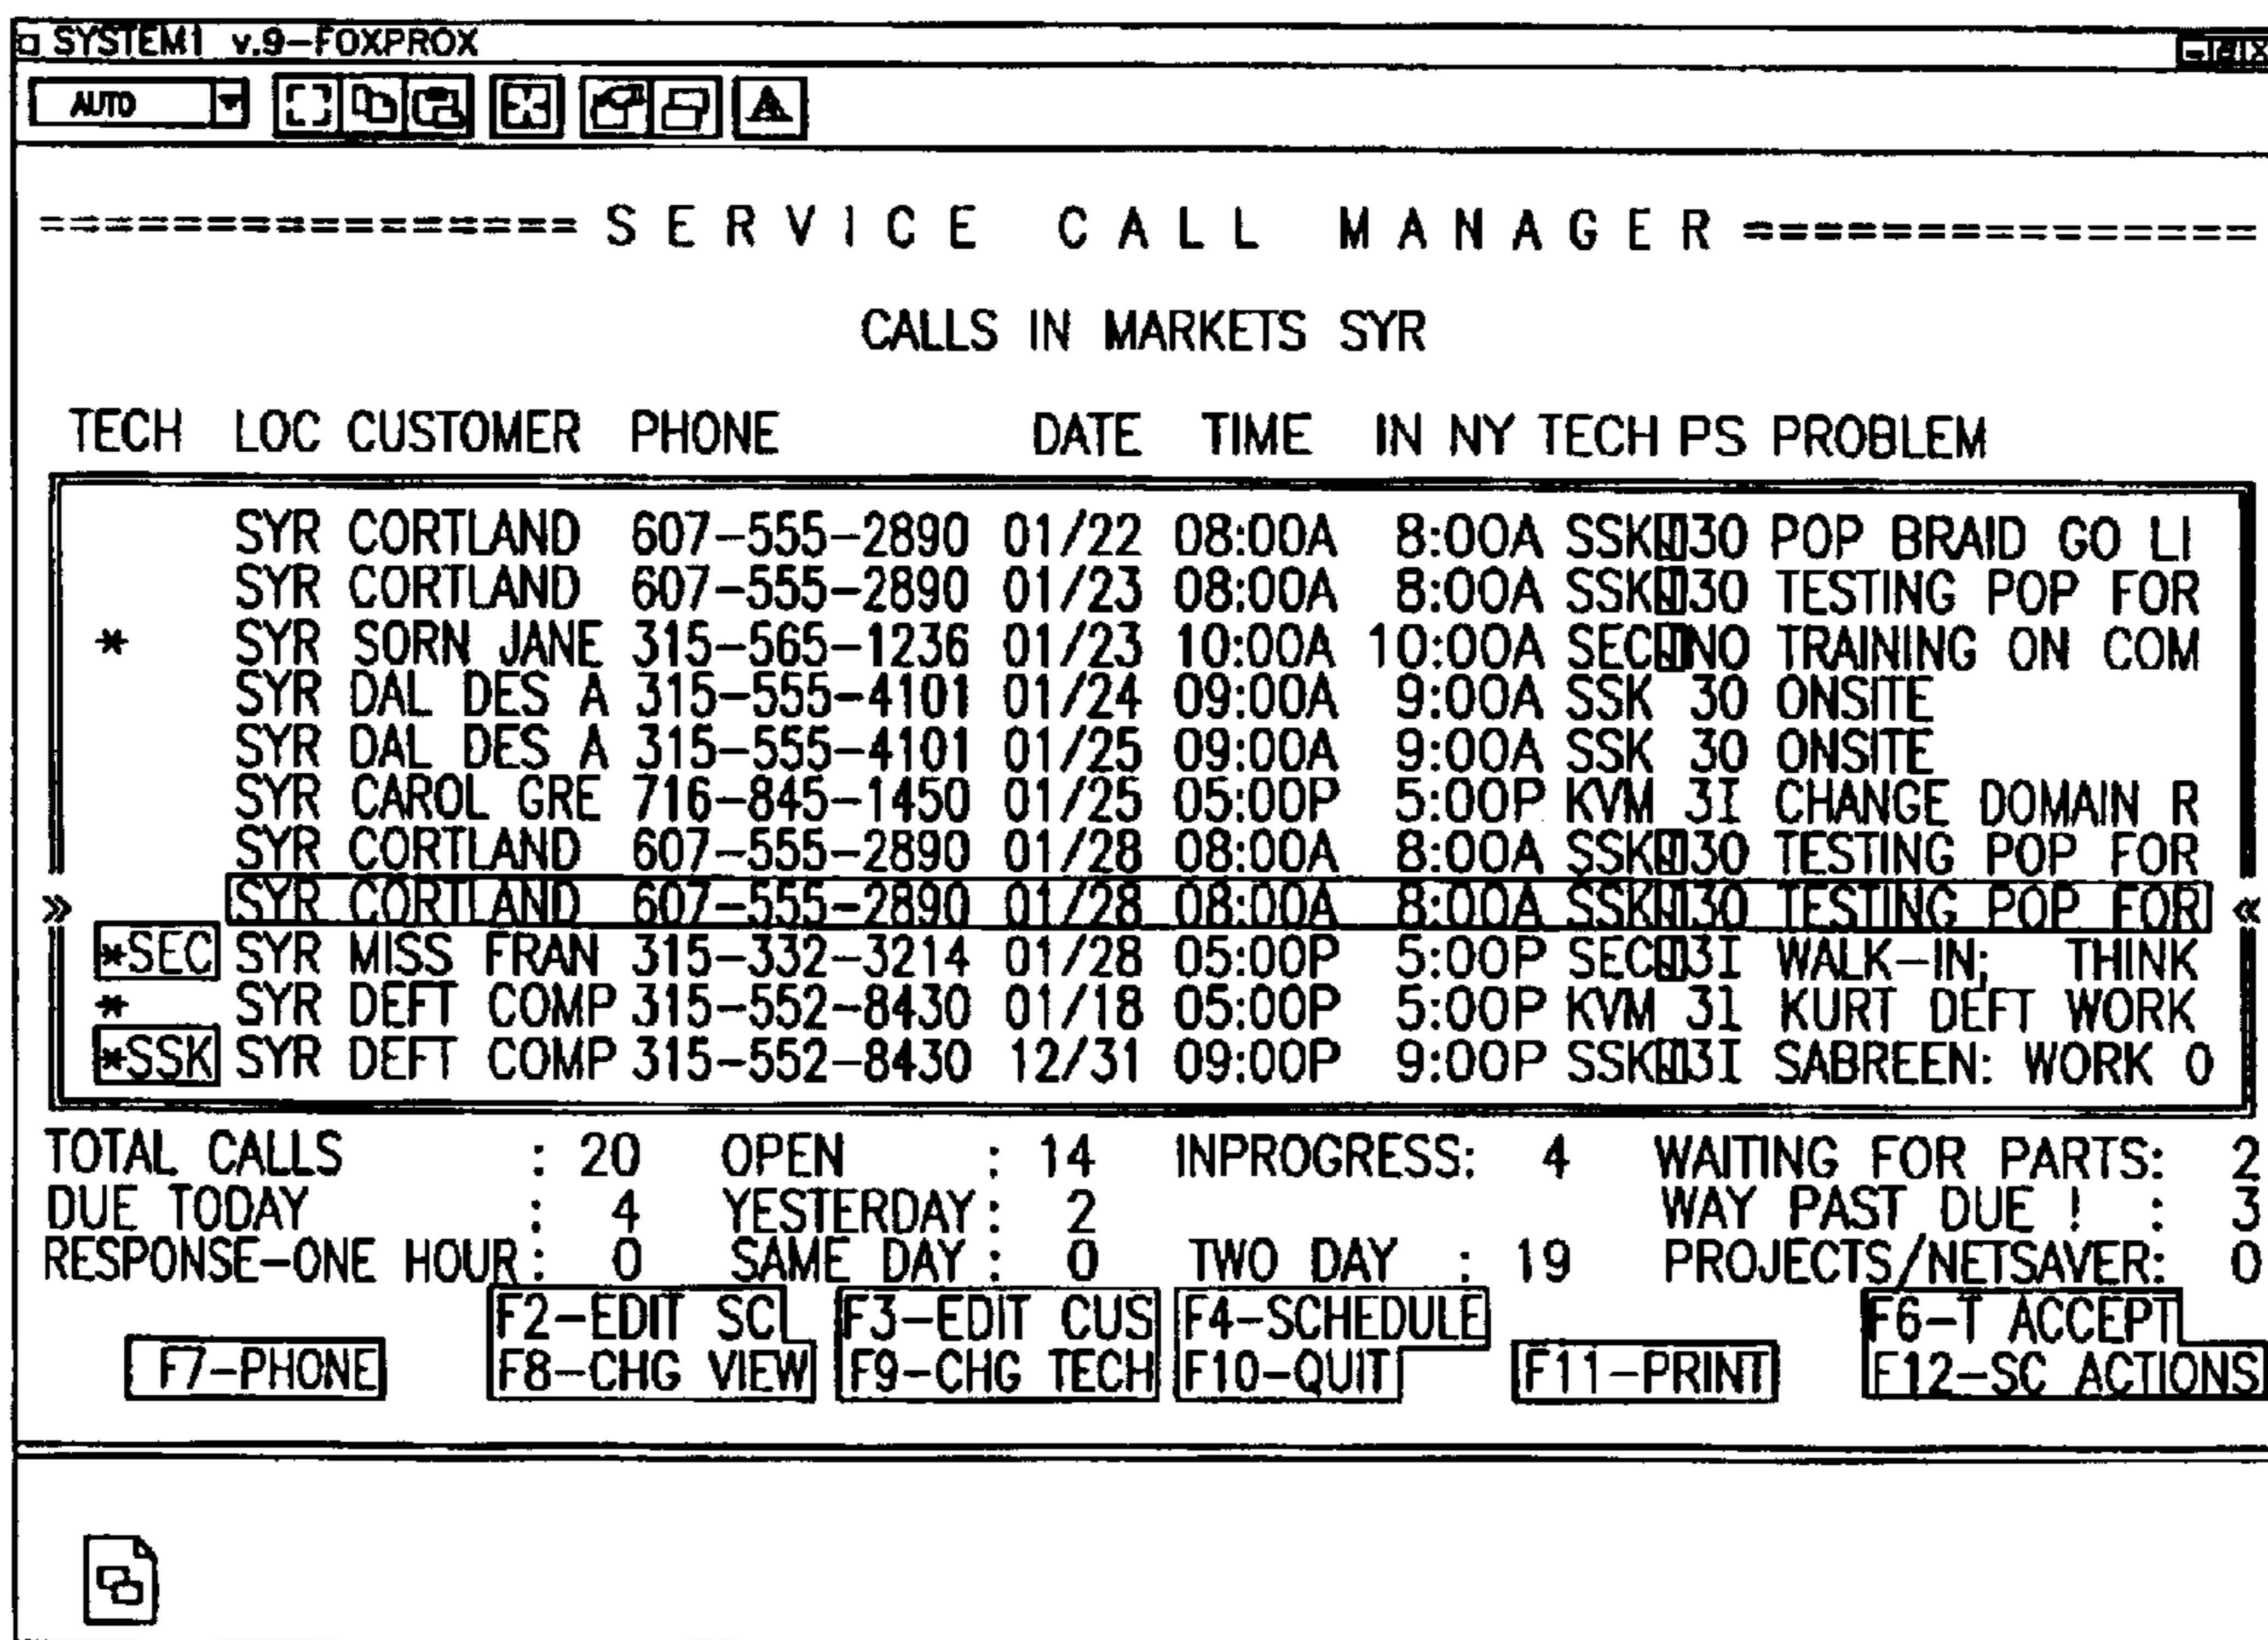 SYSTEM1 v.9-FOXPROX
AUTO
=============== SERVICE CALL MANAGER ===============
CALLS IN MARKETS SYR
TECH LOC CUSTOMER PHONE DATE TIME IN NY TECH PS PROBLEM
SYR CORTLAND 607-555-2890 01/22 08:00A 8:00A SSK 30 POP BRAID GO LI
SYR CORTLAND 607-555-2890 01/23 08:00A 8:00A SSK 30 TESTING POP FOR
* SYR SORN JANE 315-565-1236 01/23 10:00A 10:00A SEC NO TRAINING ON COM
SYR DAL DES A 315-555-4101 01/24 09:00A 9:00A SSK 30 ONSITE
SYR DAL DES A 315-555-4101 01/25 09:00A 9:00A SSK 30 ONSITE
SYR CAROL GRE 716-845-1450 01/25 05:00P 5:00P KVM 3I CHANGE DOMAIN R
SYR CORTLAND 607-555-2890 01/28 08:00A 8:00A SSK 30 TESTING POP FOR
» SYR CORTLAND 607-555-2890 01/28 08:00A 8:00A SSK 30 TESTING POP FOR «
*SEC SYR MISS FRAN 315-332-3214 01/28 05:00P 5:00P SEC 3I WALK-IN; THINK
* SYR DEFT COMP 315-552-8430 01/18 05:00P 5:00P KVM 31 KURT DEFT WORK
*SSK SYR DEFT COMP 315-552-8430 12/31 09:00P 9:00P SSK 3I SABREEN: WORK O
TOTAL CALLS : 20 OPEN : 14 INPROGRESS: 4 WAITING FOR PARTS: 2
DUE TODAY : 4 YESTERDAY: 2 WAY PAST DUE ! : 3
RESPONSE-ONE HOUR: 0 SAME DAY : 0 TWO DAY : 19 PROJECTS/NETSAVER: 0
F2-EDIT SCL F3-EDIT CUS F4-SCHEDULE F6-T ACCEPT
F7-PHONE F8-CHG VIEW F9-CHG TECH F10-QUIT F11-PRINT F12-SC ACTIONS